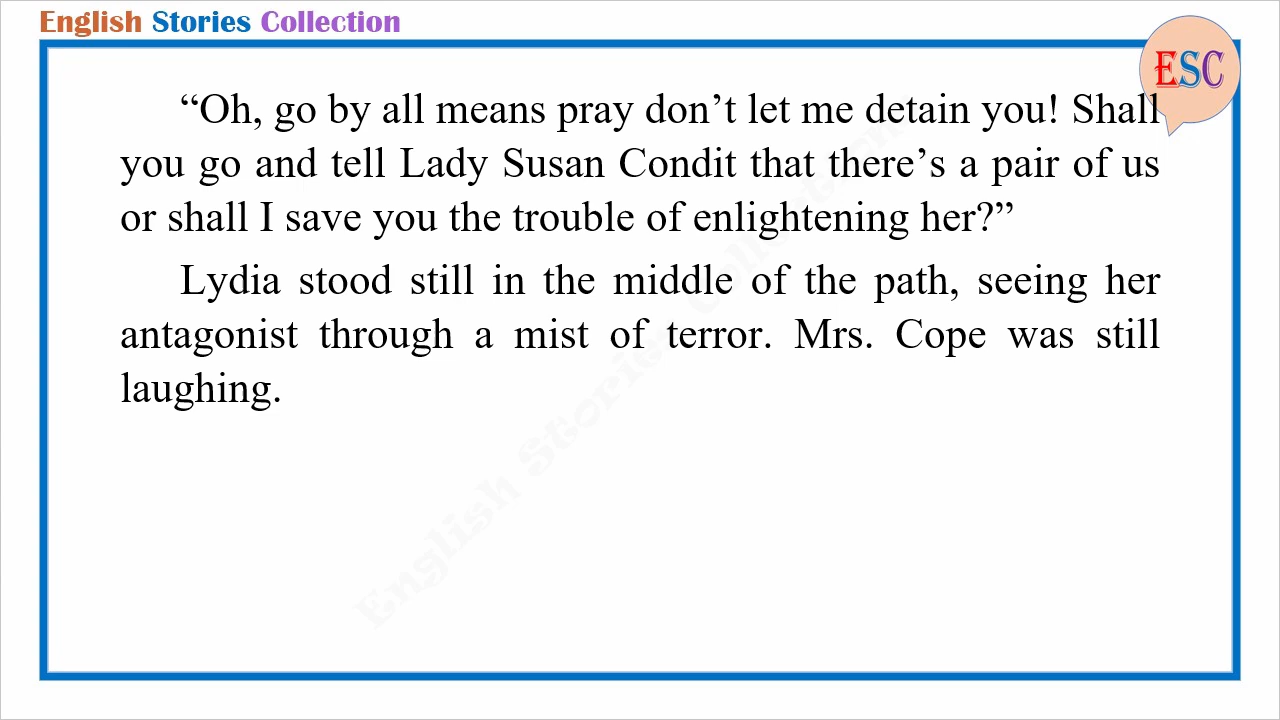 English Stories Collection
ESC
“Oh, go by all means pray don’t let me detain you! Shall
you go and tell Lady Susan Condit that there’s a pair of us
or shall I save you the trouble of enlightening her?”
Lydia stood still in the middle of the path, seeing her
antagonist through a mist of terror. Mrs. Cope was still
laughing.
English Stories Collection